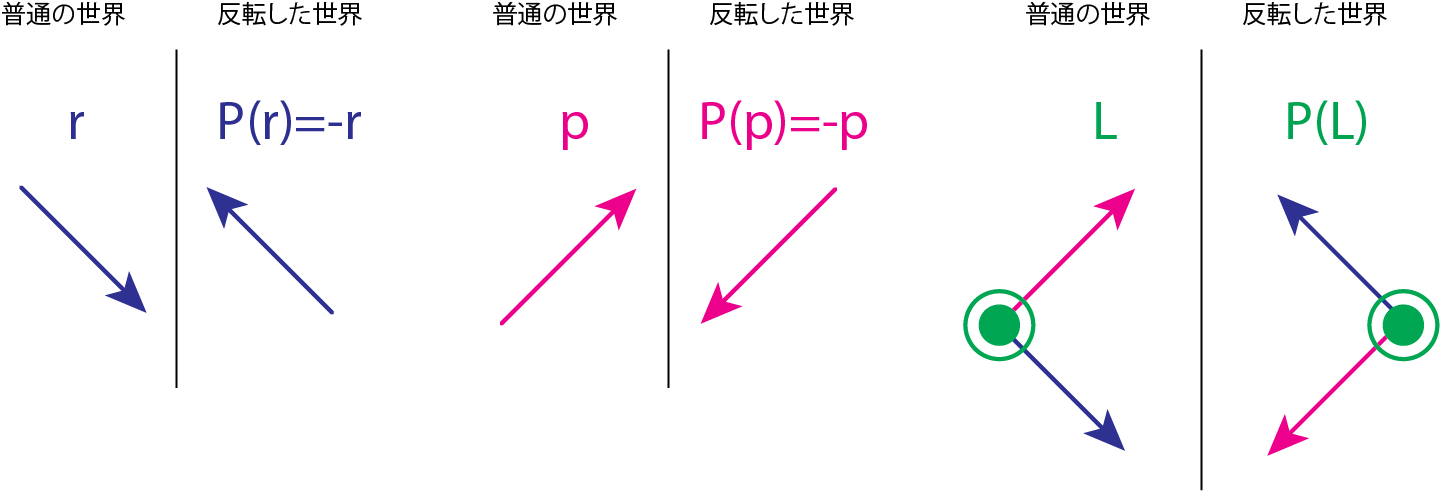 普通の世界
反転した世界
普通の世界
反転した世界
普通の世界
反転した世界
r
P(r)=-r
p
P(p)=-p
L
P(L)